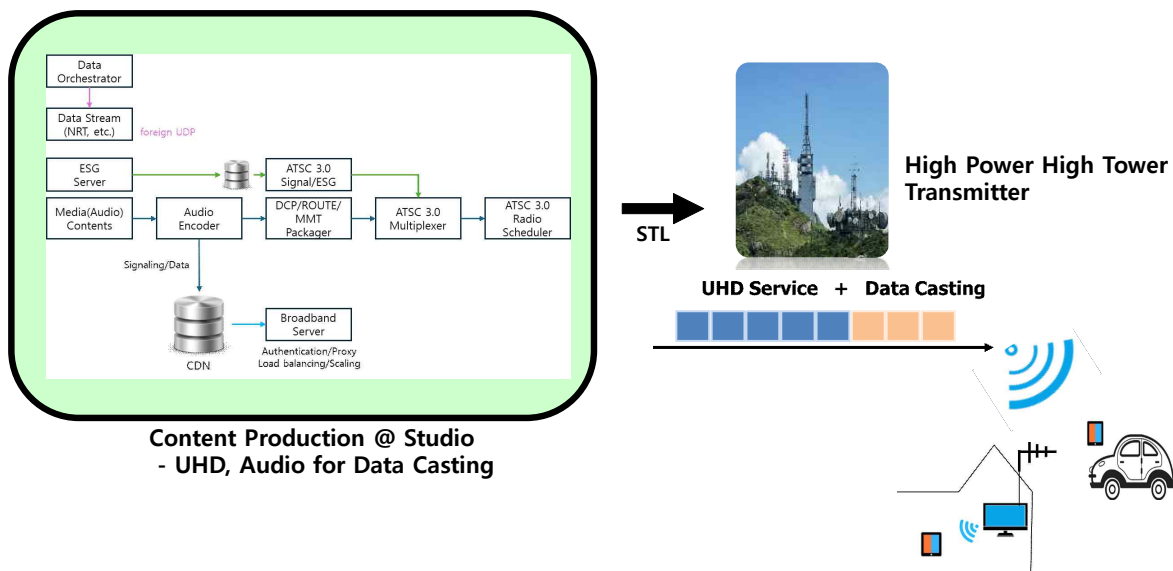 Data
Orchestrator
Data Stream
(NRT, etc.)
foreign UDP
ESG
Server
ATSC 3.0
Signal/ESG
Media(Audio)
Contents
Audio
Encoder
DCP/ROUTE/
MMT
Packager
ATSC 3.0
Multiplexer
ATSC 3.0
Radio
Scheduler
Signaling/Data
CDN
Broadband
Server
Authentication/Proxy
Load balancing/Scaling
Content Production @ Studio
- UHD, Audio for Data Casting
STL
High Power High Tower
Transmitter
UHD Service + Data Casting